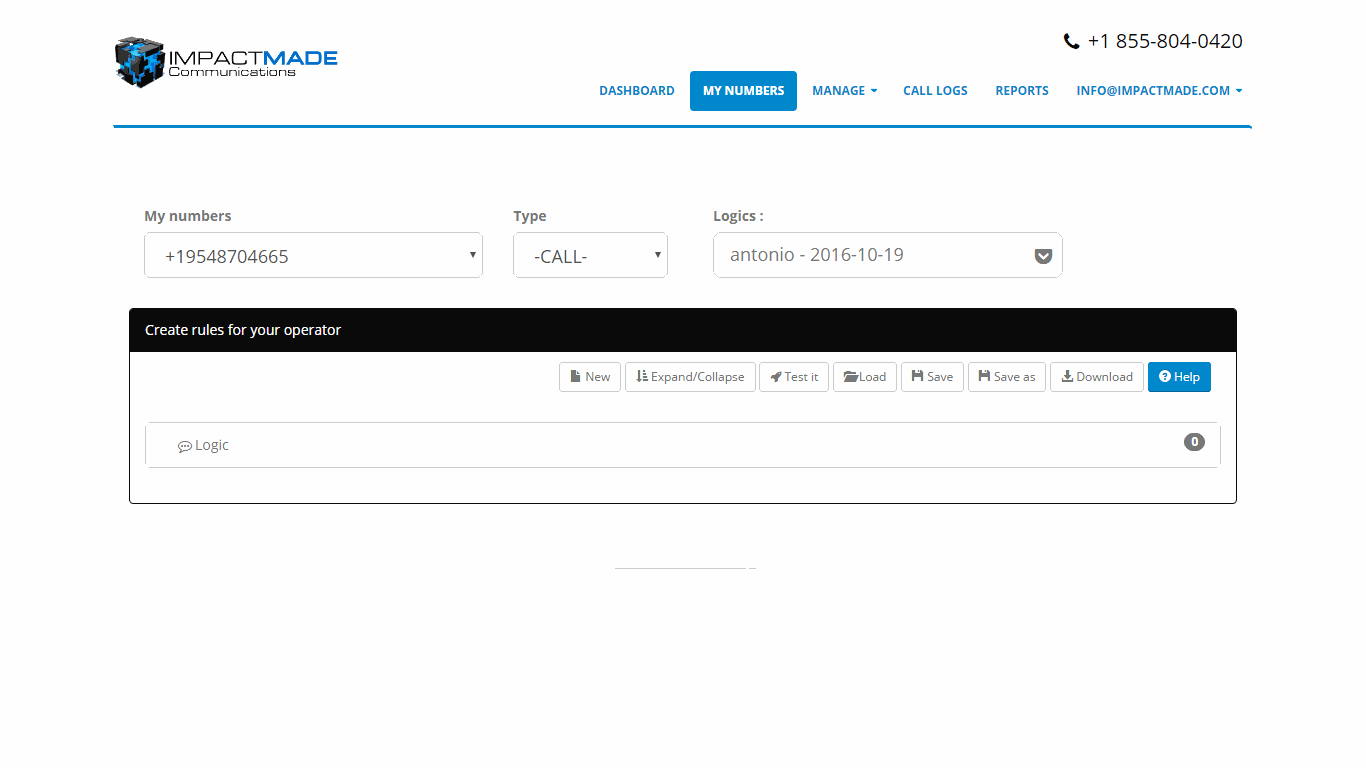 IMPACTMADE
Communications
+1 855-804-0420
DASHBOARD MY NUMBERS MANAGE CALL LOGS REPORTS INFO@IMPACTMADE.COM
My numbers Type Logics :
+19548704665 -CALL- antonio - 2016-10-19
Create rules for your operator
New Expand/Collapse Test it Load Save Save as Download Help
Logic 0